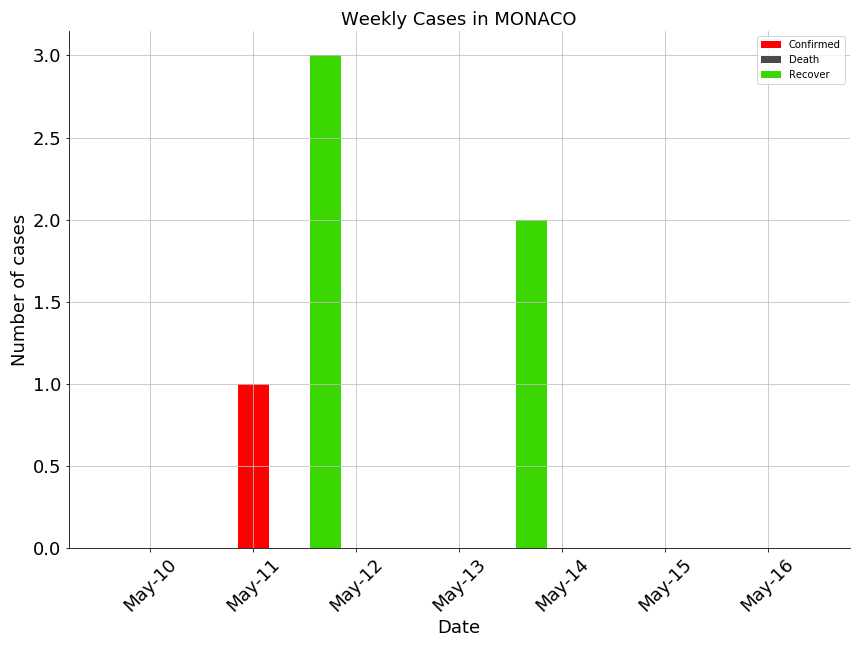 Weekly Cases in MONACO
Confirmed
Death
Recover
Number of cases
3.0
2.5
2.0
1.5
1.0
0.5
0.0
May-10
May-11
May-12
May-13
May-14
May-15
May-16
Date